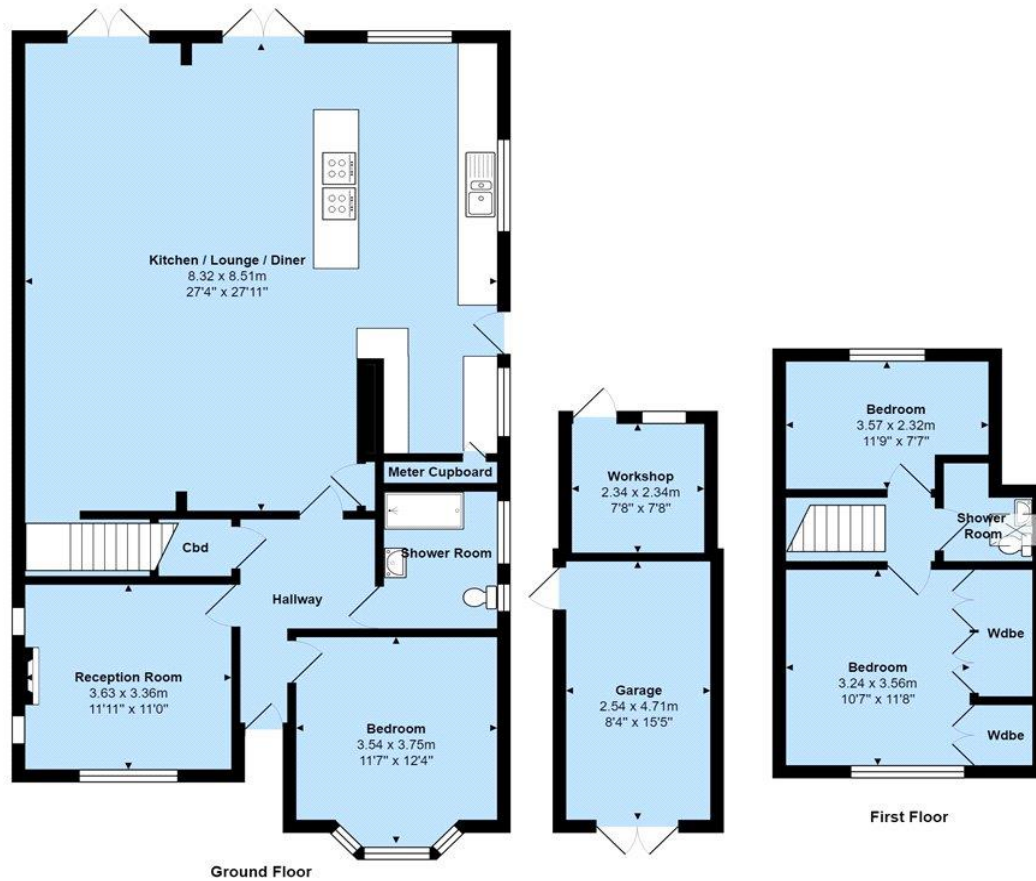 Kitchen / Lounge / Diner
8.32 x 8.51m
27'4" x 27'11"
Meter Cupboard
Cbd
Shower Room
Hallway
Reception Room
3.63 x 3.36m
11'11" x 11'0"
Bedroom
3.54 x 3.75m
11'7" x 12'4"
Ground Floor
Workshop
2.34 x 2.34m
7'8" x 7'8"
Garage
2.54 x 4.71m
8'4" x 15'5"
Bedroom
3.57 x 2.32m
11'9" x 7'7"
Shower
Room
Bedroom
3.24 x 3.56m
10'7" x 11'8"
Wdbe
Wdbe
First Floor